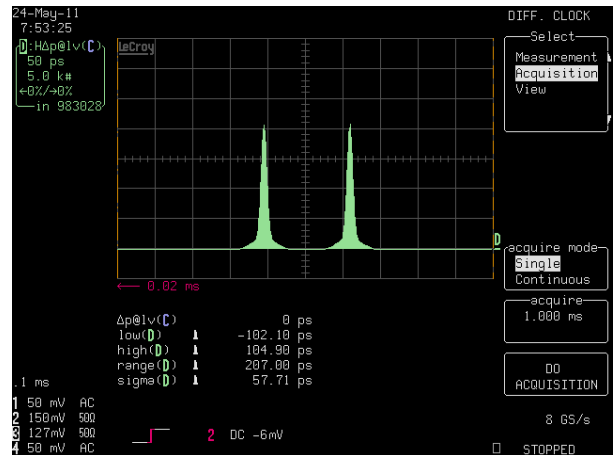 24-May-11
7:53:25
DIFF. CLOCK
Select
Measurement
Acquisition
View
D:HΔp@lv(C)
50 ps
5.0 k#
←0%/→0%
in 983028
LeCroy
D
acquire mode
Single
Continuous
← 0.02 ms
acquire
1.000 ms
Δp@lv(C) 0 ps
low(D) -102.10 ps
high(D) 104.90 ps
range(D) 207.00 ps
sigma(D) 57.71 ps
DO
ACQUISITION
.1 ms
1 50 mV AC
2 150mV 50Ω
3 127mV 50Ω
4 50 mV AC
2 DC -6mV
8 GS/s
STOPPED